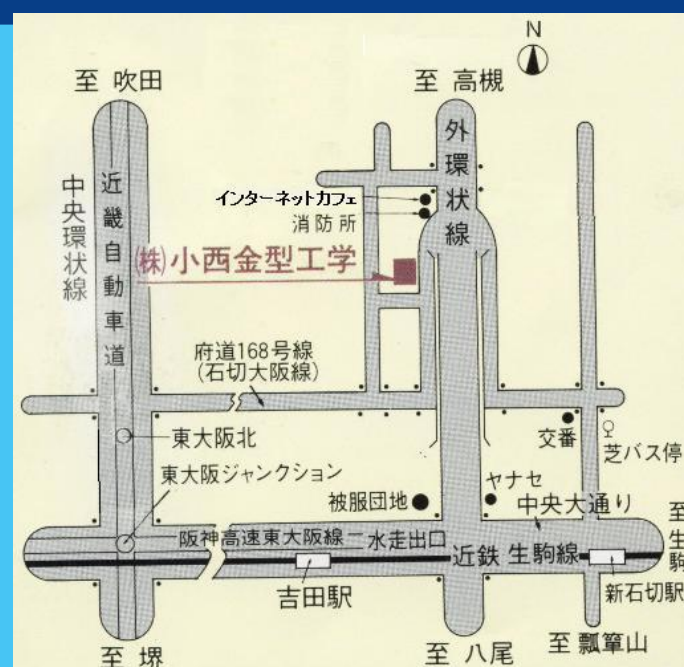 N
至 吹田
至 高槻
外環状線
近畿自動車道
中央環状線
インターネットカフェ
消防所
(株)小西金型工学
府道168号線
(石切大阪線)
東大阪北
交番
芝バス停
東大阪ジャンクション
被服団地
ヤナセ
中央大通り
至生駒
阪神高速東大阪線
水走出口
近鉄 生駒線
吉田駅
新石切駅
至 堺
至 八尾
至 瓢箪山